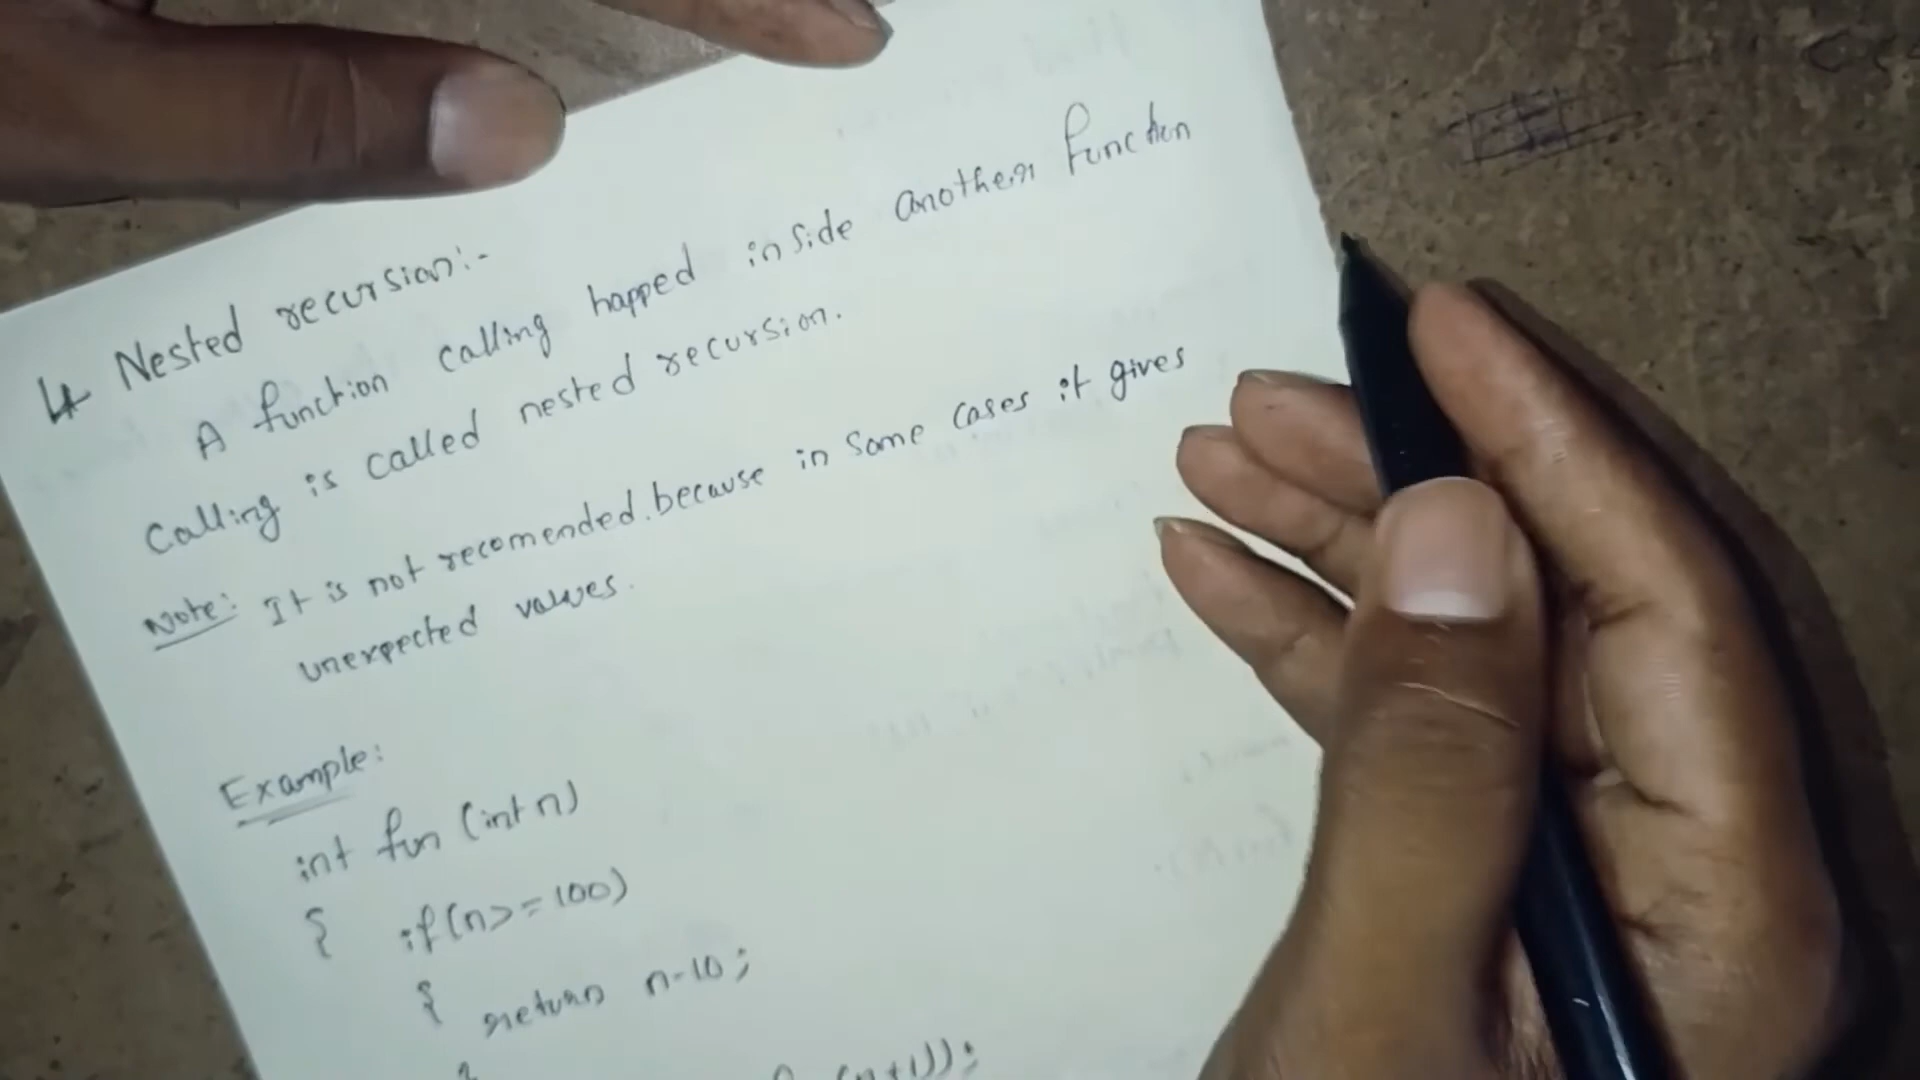 4 Nested recursion:-
A function calling happed inside another function
calling is called nested recursion.
Note: It is not recomended. because in some cases it gives
unexpected values.
Example:
int fun (int n)
{ if(n>=100)
{ return n-10;
(n+1));